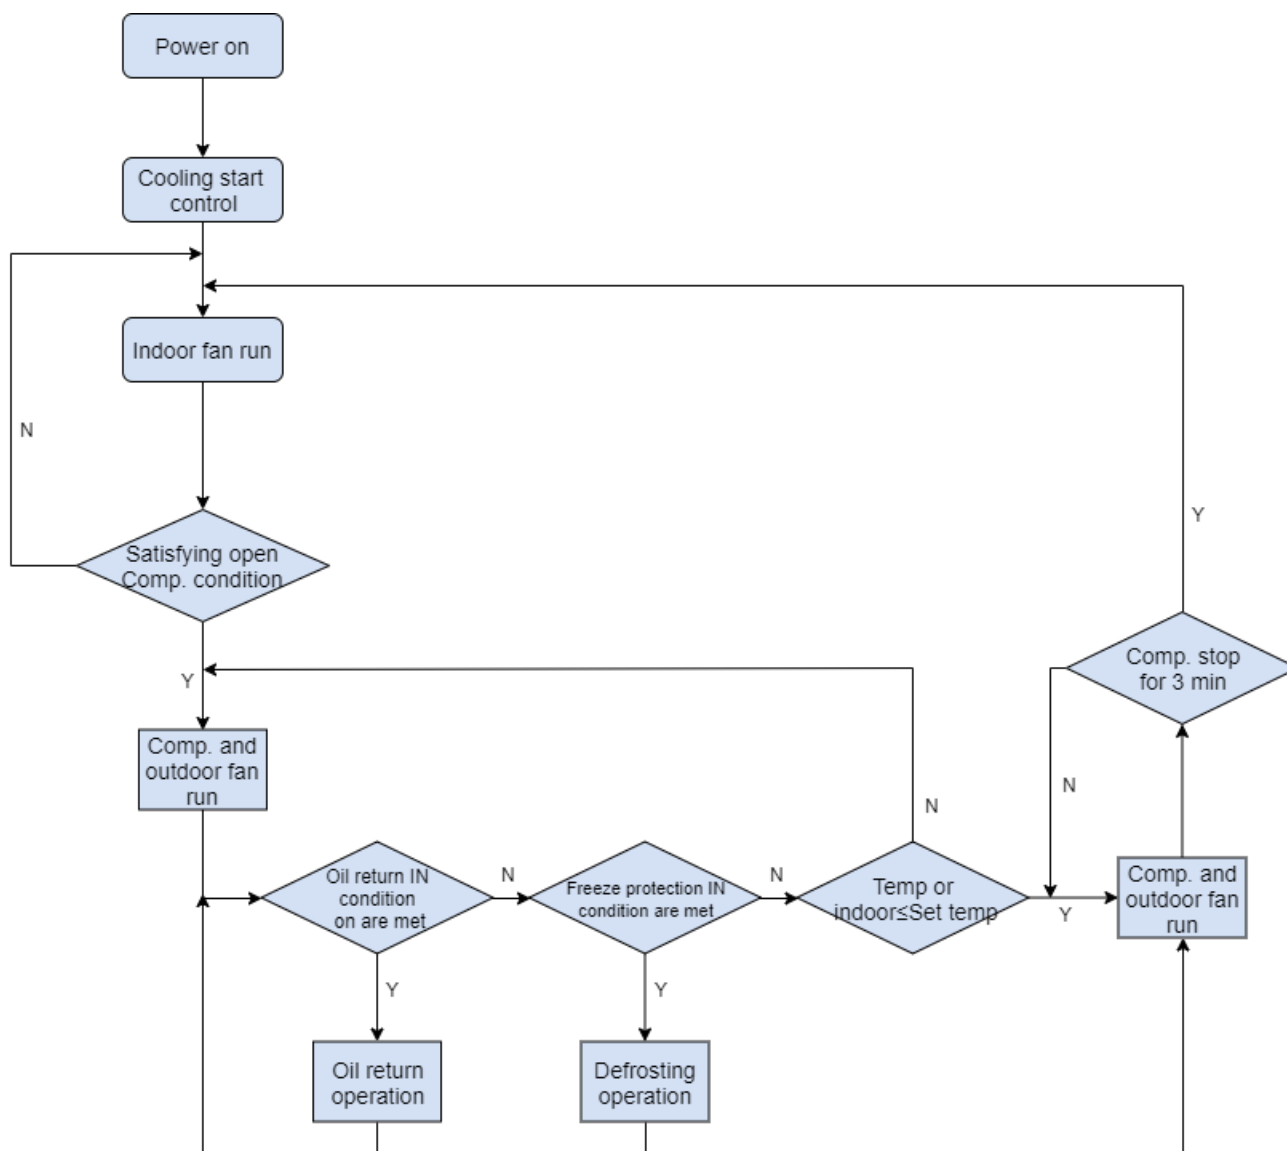 Power on
Cooling start
control
Indoor fan run
N
Satisfying open
Comp. condition
Y
Y
Comp. stop
for 3 min
Comp. and
outdoor fan
run
N
N
Oil return IN
condition
on are met
N
Freeze protection IN
condition are met
N
Temp or
indoor≤Set temp
Y
Comp. and
outdoor fan
run
Y
Y
Oil return
operation
Defrosting
operation